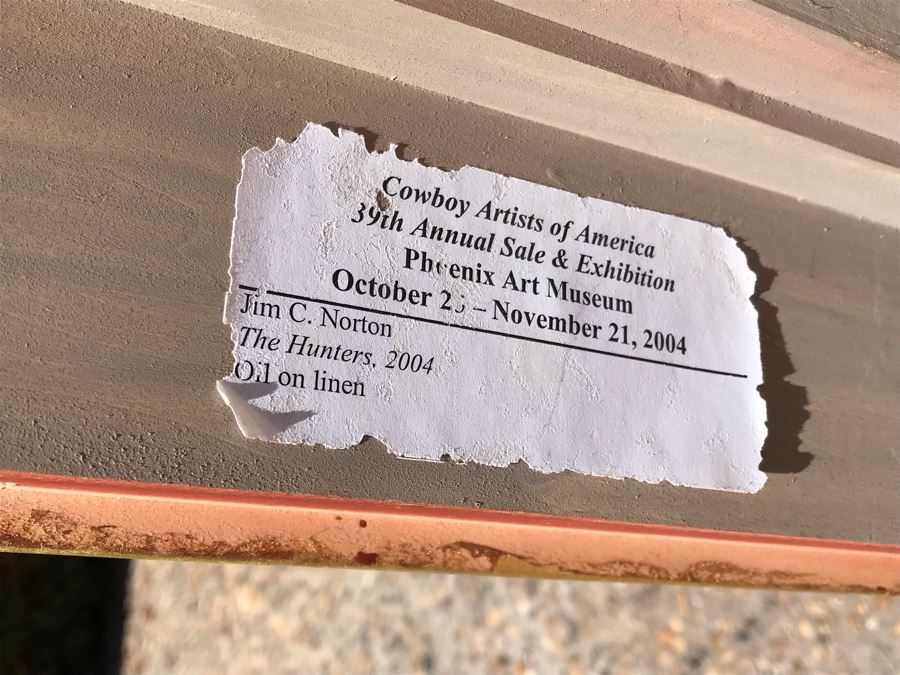 Cowboy Artists of America
39th Annual Sale & Exhibition
Phoenix Art Museum
October – November 21, 2004
Jim C. Norton
The Hunters, 2004
Oil on linen